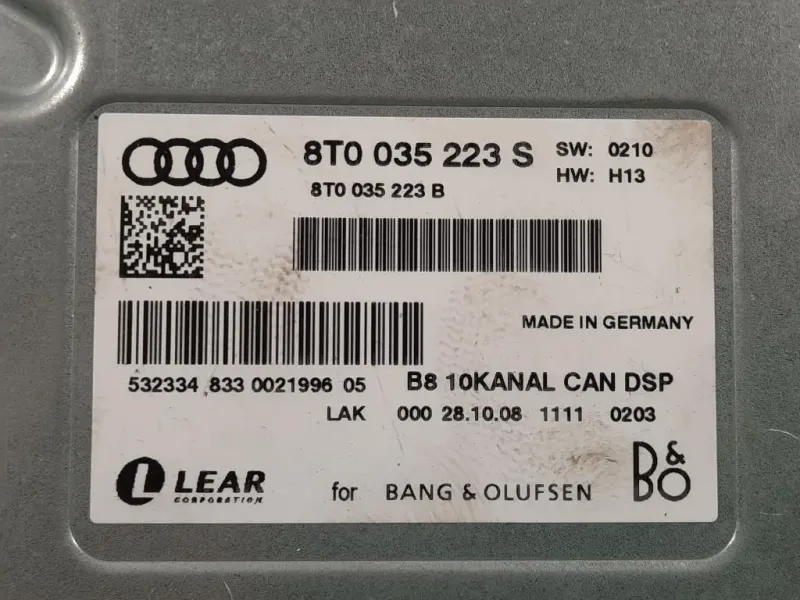 8T0 035 223 S SW: 0210
8T0 035 223 B HW: H13
MADE IN GERMANY
532334 833 0021996 05 B8 10KANAL CAN DSP
LAK 000 28.10.08 1111 0203
L LEAR CORPORATION for BANG & OLUFSEN B&O